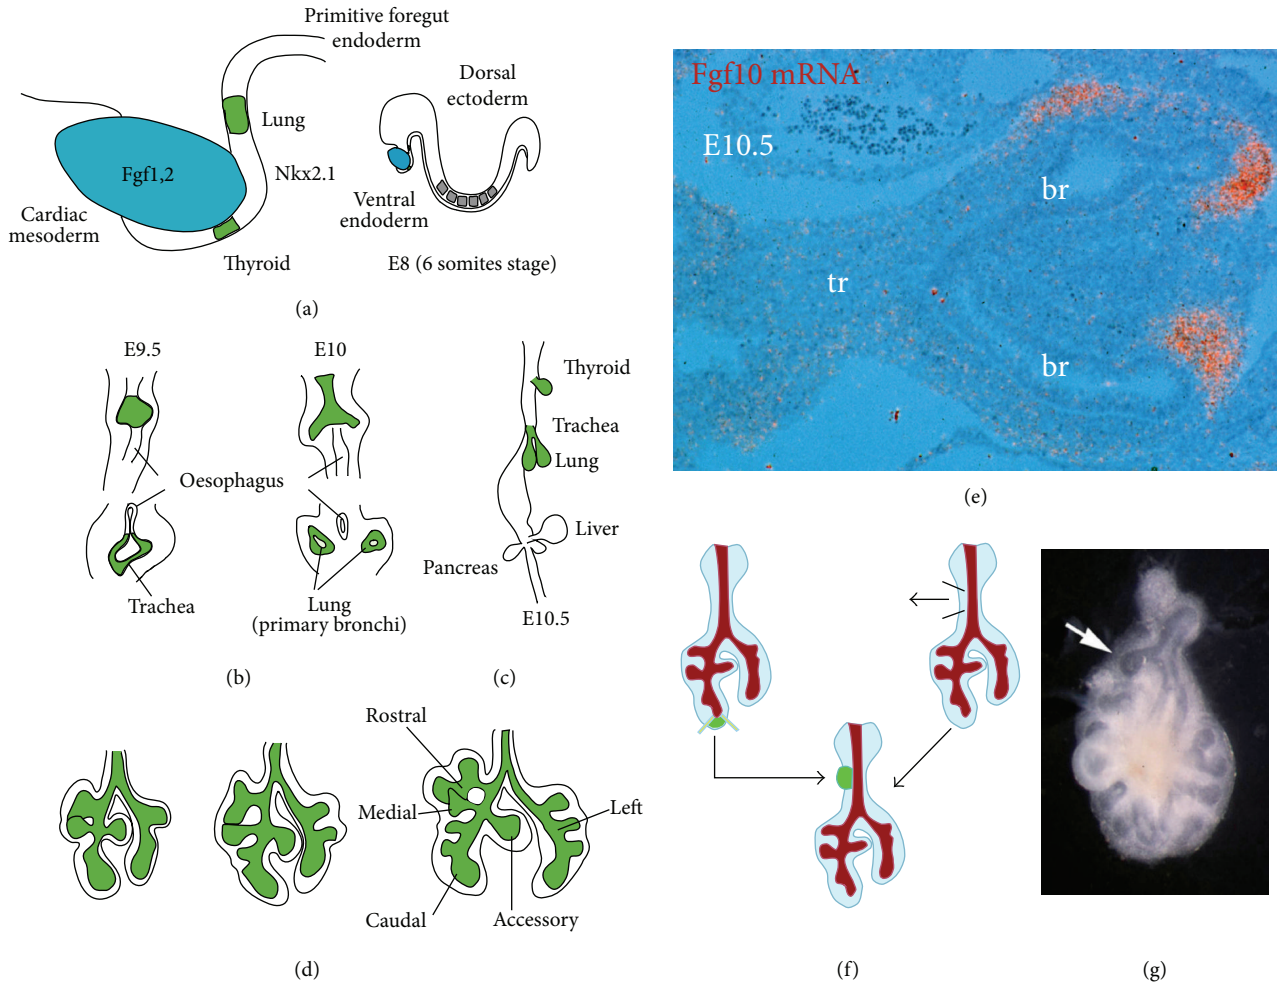 Primitive foregut
endoderm
Lung
Fgf1,2
Nkx2.1
Cardiac
mesoderm
Thyroid
Dorsal
ectoderm
Ventral
endoderm
E8 (6 somites stage)
(a)
E9.5
E10
Oesophagus
Trachea
Lung
(primary bronchi)
(b)
Thyroid
Trachea
Lung
Liver
Pancreas
E10.5
(c)
Rostral
Medial
Left
Caudal
Accessory
(d)
Fgf10 mRNA
E10.5
br
tr
br
(e)
(f)
(g)